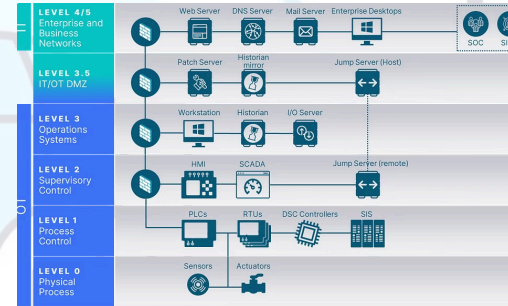 IT
LEVEL 4/5
Enterprise and
Business
Networks
Web Server
DNS Server
Mail Server
Enterprise Desktops
SOC
LEVEL 3.5
IT/OT DMZ
Patch Server
Historian
mirror
Jump Server (Host)
OT
LEVEL 3
Operations
Systems
Workstation
Historian
I/O Server
LEVEL 2
Supervisory
Control
HMI
SCADA
Jump Server (remote)
LEVEL 1
Process
Control
PLCs
RTUs
DSC Controllers
SIS
LEVEL 0
Physical
Process
Sensors
Actuators